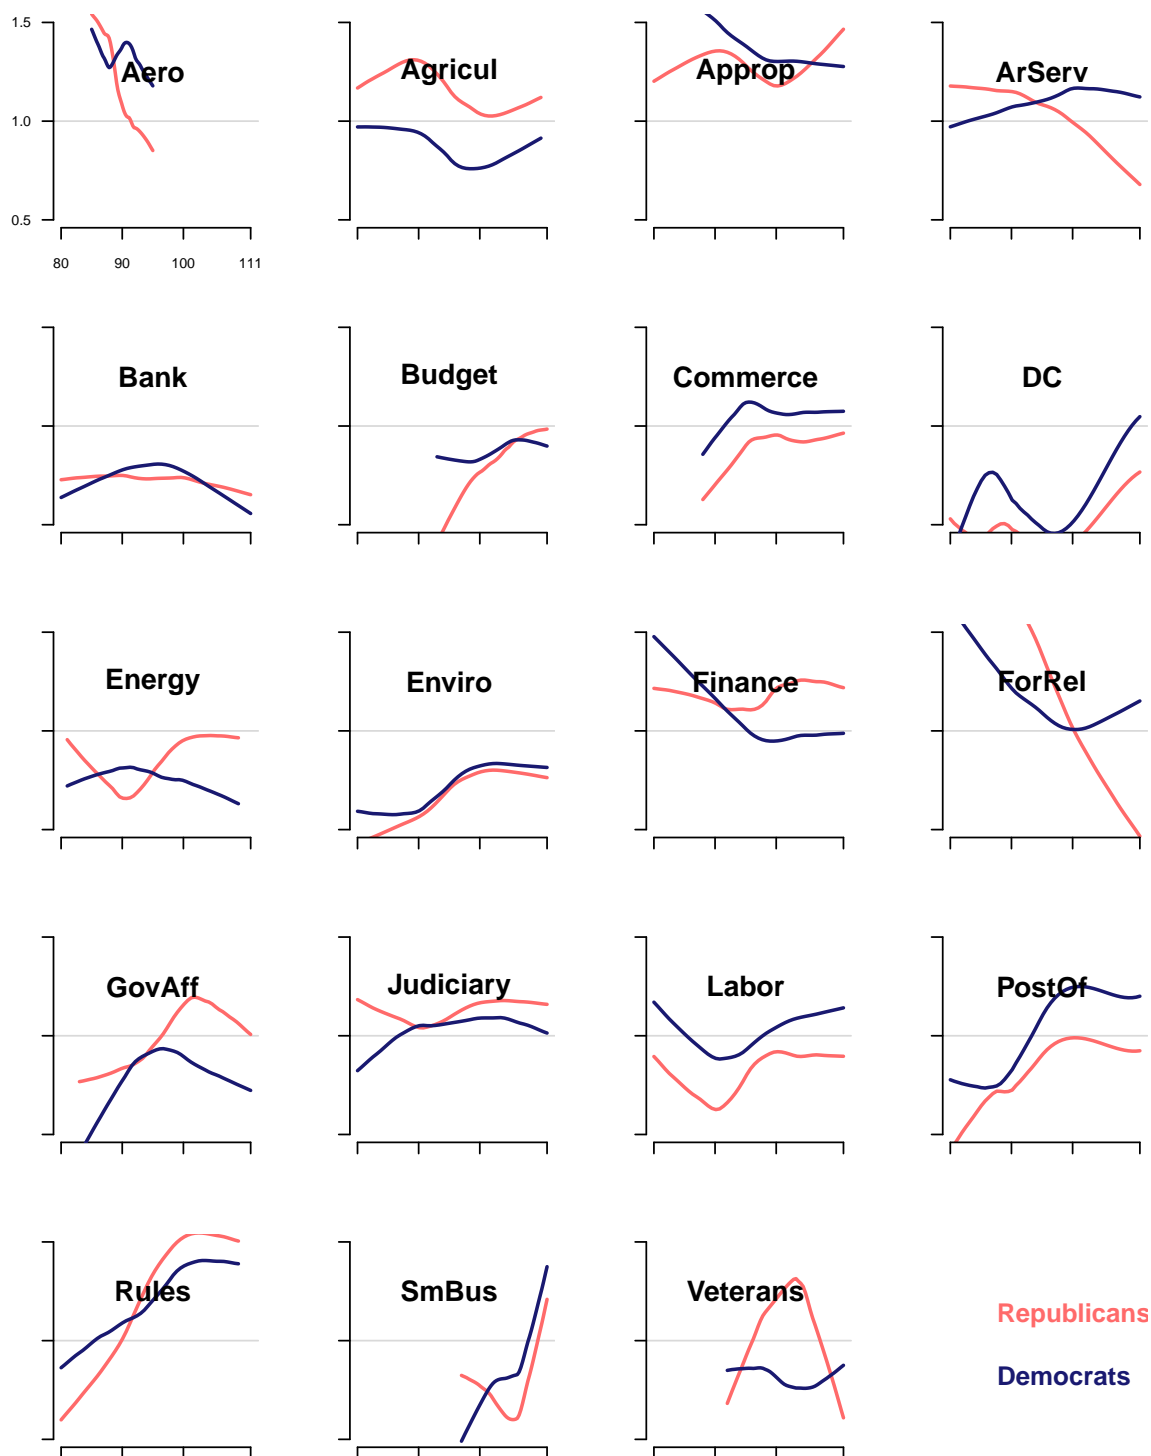 1.5
Aero
Agricul
Approp
ArServ
1.0
0.5
80 90 100 111
Bank
Budget
Commerce
DC
Energy
Enviro
Finance
ForRel
GovAff
Judiciary
Labor
PostOf
Rules
SmBus
Veterans
Republicans
Democrats